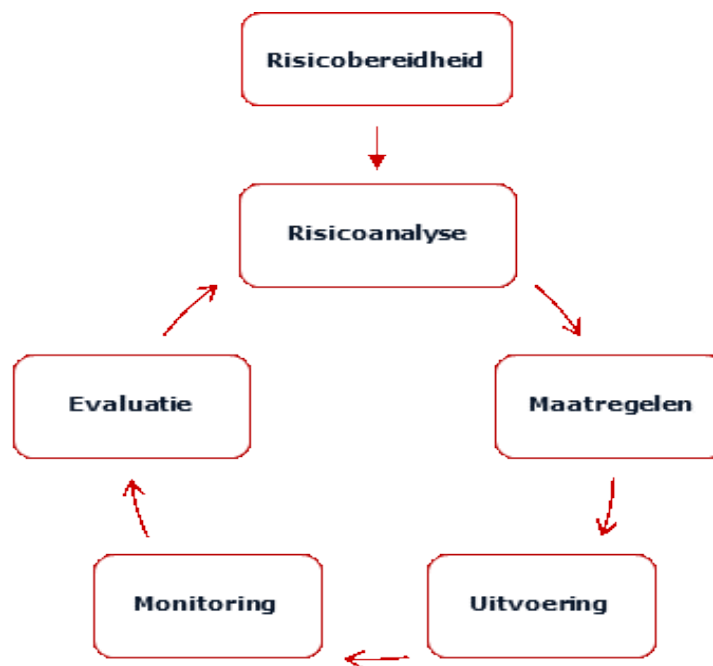 Risicobereidheid
Risicoanalyse
Evaluatie
Maatregelen
Monitoring
Uitvoering